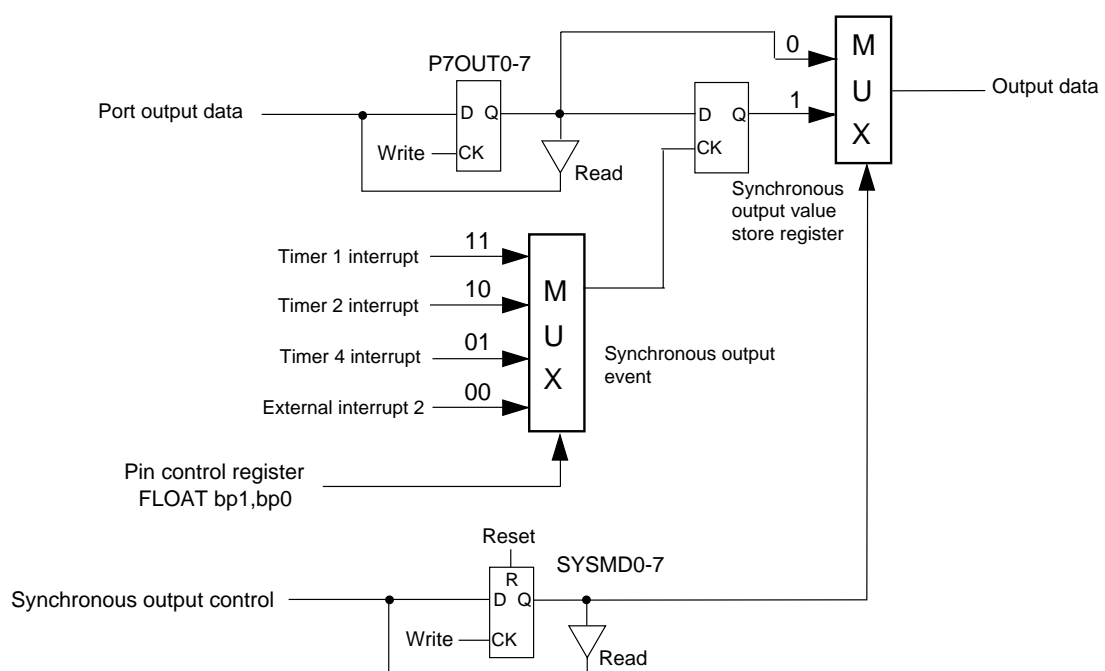 P7OUT0-7
0
M
U
X
Output data
Port output data
D Q
1
D Q
Write
CK
CK
Read
Synchronous
output value
store register
Timer 1 interrupt
11
Timer 2 interrupt
10
Timer 4 interrupt
01
External interrupt 2
00
M
U
X
Synchronous output
event
Pin control register
FLOAT bp1,bp0
Reset
SYSMD0-7
R
Synchronous output control
D Q
Write
CK
Read